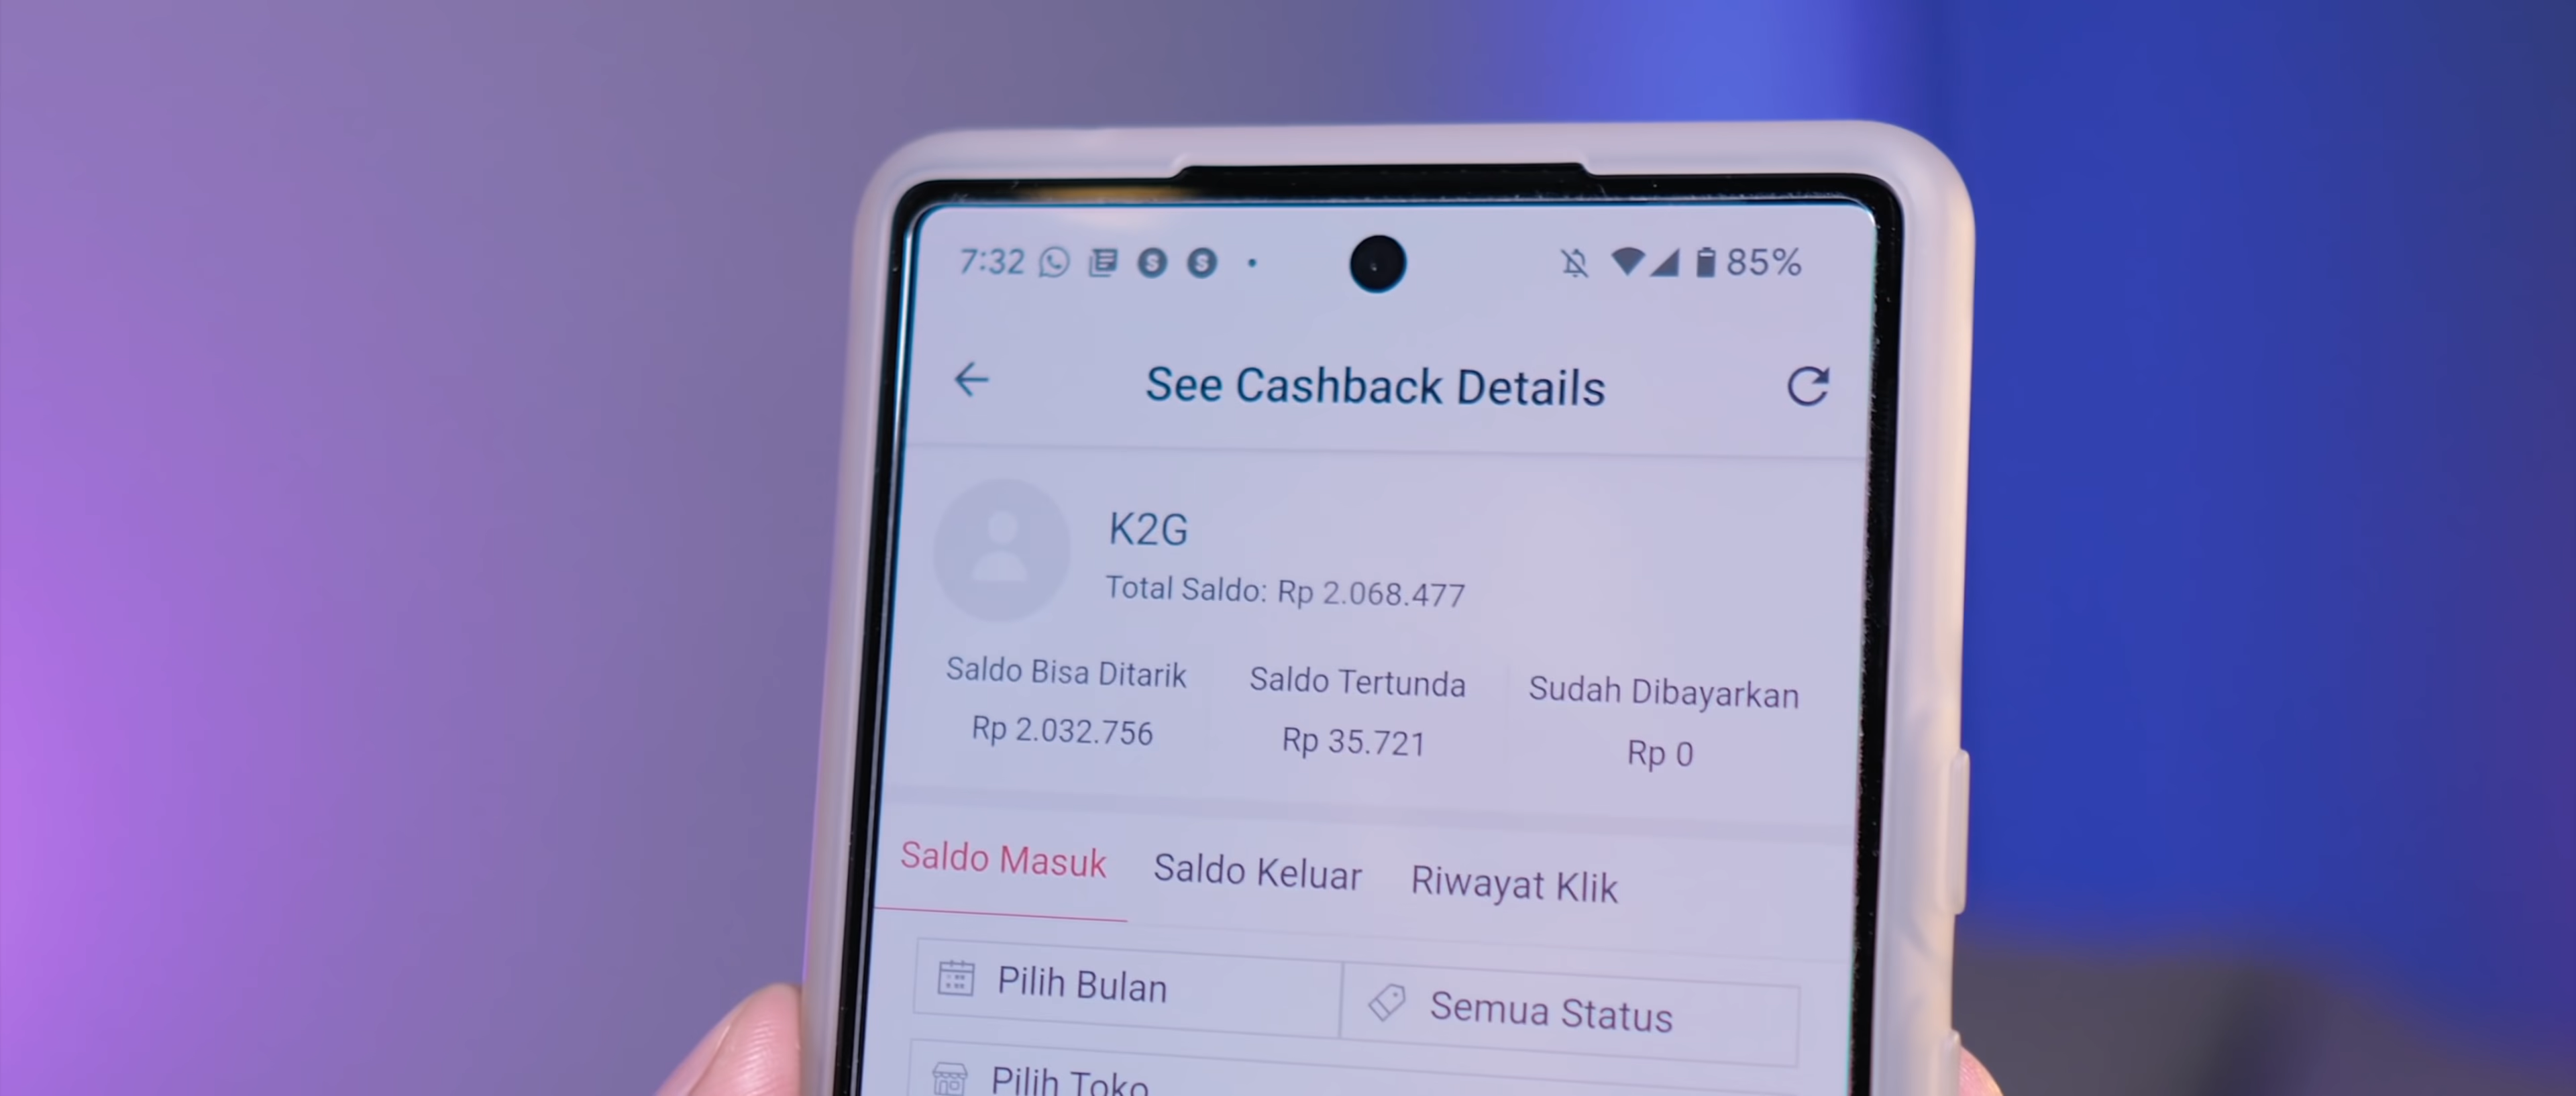 7:32 85%
See Cashback Details
K2G
Total Saldo: Rp 2.068.477
Saldo Bisa Ditarik Saldo Tertunda Sudah Dibayarkan
Rp 2.032.756 Rp 35.721 Rp 0
Saldo Masuk Saldo Keluar Riwayat Klik
Pilih Bulan Semua Status
Pilih Toko